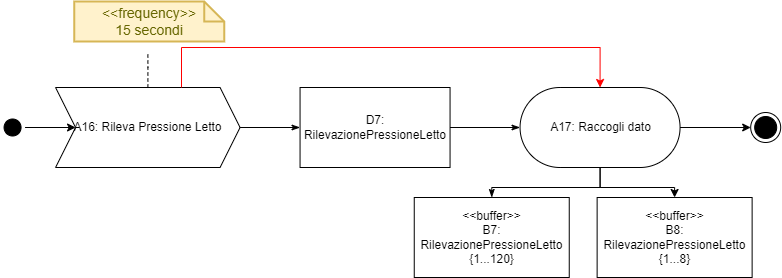 <<frequency>>
15 secondi
A16: Rileva Pressione Letto
D7:
RilevazionePressioneLetto
A17: Raccogli dato
<<buffer>>
B7:
RilevazionePressioneLetto
{1...120}
<<buffer>>
B8:
RilevazionePressioneLetto
{1...8}